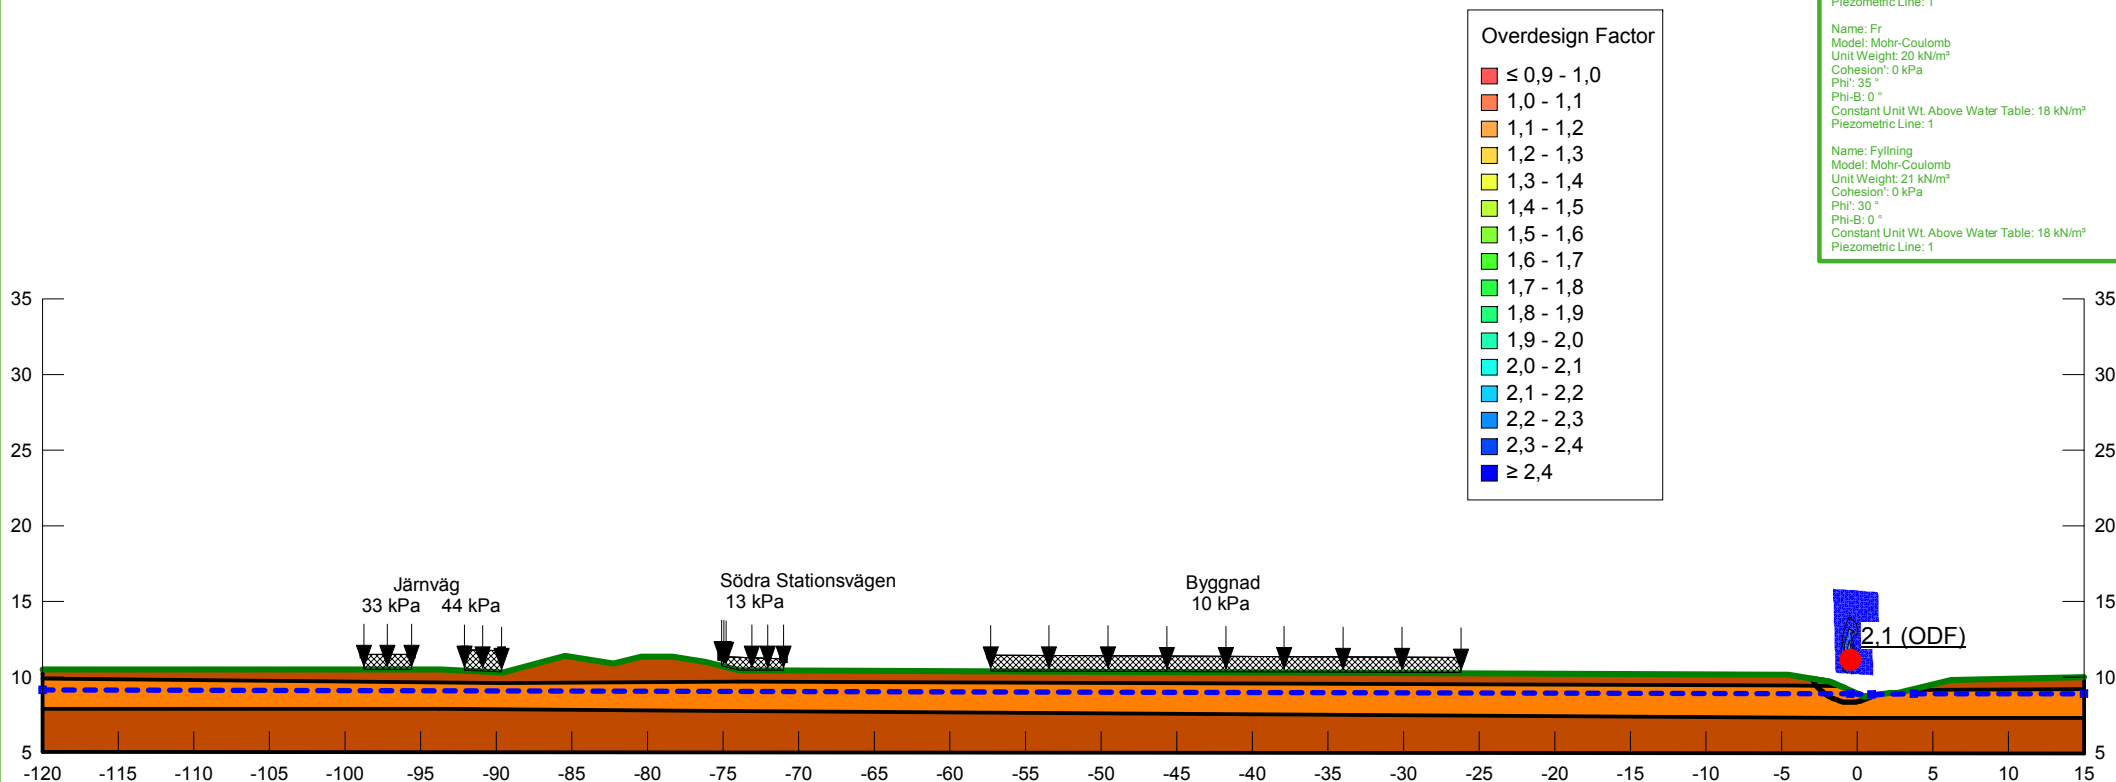 Piezometric Line: 1
Name: Fr
Model: Mohr-Coulomb
Unit Weight: 20 kN/m³
Cohesion': 0 kPa
Phi': 35 °
Phi-B: 0 °
Constant Unit Wt. Above Water Table: 18 kN/m³
Piezometric Line: 1
Name: Fyllning
Model: Mohr-Coulomb
Unit Weight: 21 kN/m³
Cohesion': 0 kPa
Phi': 30 °
Phi-B: 0 °
Constant Unit Wt. Above Water Table: 18 kN/m³
Piezometric Line: 1
Overdesign Factor
≤ 0,9 - 1,0
1,0 - 1,1
1,1 - 1,2
1,2 - 1,3
1,3 - 1,4
1,4 - 1,5
1,5 - 1,6
1,6 - 1,7
1,7 - 1,8
1,8 - 1,9
1,9 - 2,0
2,0 - 2,1
2,1 - 2,2
2,2 - 2,3
2,3 - 2,4
≥ 2,4
35 35
30 30
25 25
20 20
15 15
10 10
5 5
Järnväg
33 kPa 44 kPa
Södra Stationsvägen
13 kPa
Byggnad
10 kPa
2,1 (ODF)
-120 -115 -110 -105 -100 -95 -90 -85 -80 -75 -70 -65 -60 -55 -50 -45 -40 -35 -30 -25 -20 -15 -10 -5 0 5 10 15